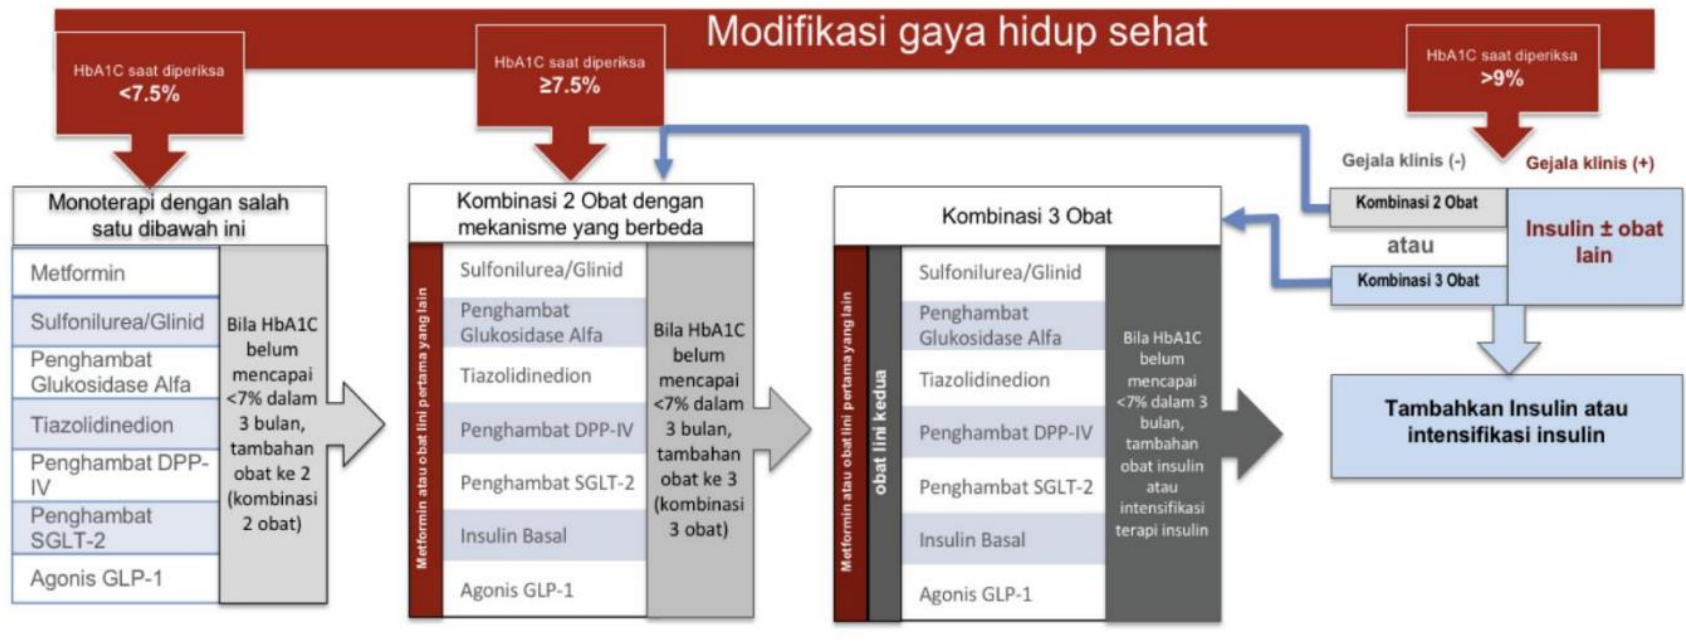 Modifikasi gaya hidup sehat
HbA1C saat diperiksa
<7.5%
HbA1C saat diperiksa
≥7.5%
HbA1C saat diperiksa
>9%
Monoterapi dengan salah
satu dibawah ini
Metformin
Sulfonilurea/Glinid
Penghambat
Glukosidase Alfa
Tiazolidinedion
Penghambat DPP-
IV
Penghambat
SGLT-2
Agonis GLP-1
Bila HbA1C
belum
mencapai
<7% dalam
3 bulan,
tambahan
obat ke 2
(kombinasi
2 obat)
Kombinasi 2 Obat dengan
mekanisme yang berbeda
Metformin atau obat lini pertama yang lain
Sulfonilurea/Glinid
Penghambat
Glukosidase Alfa
Tiazolidinedion
Penghambat DPP-IV
Penghambat SGLT-2
Insulin Basal
Agonis GLP-1
Bila HbA1C
belum
mencapai
<7% dalam
3 bulan,
tambahan
obat ke 3
(kombinasi
3 obat)
Kombinasi 3 Obat
Metformin atau obat lini pertama yang lain
obat lini kedua
Sulfonilurea/Glinid
Penghambat
Glukosidase Alfa
Tiazolidinedion
Penghambat DPP-IV
Penghambat SGLT-2
Insulin Basal
Agonis GLP-1
Bila HbA1C
belum
mencapai
<7% dalam 3
bulan,
tambahan
obat insulin
atau
intensifikasi
terapi insulin
Gejala klinis (-)
Gejala klinis (+)
Kombinasi 2 Obat
atau
Kombinasi 3 Obat
Insulin ± obat
lain
Tambahkan Insulin atau
intensifikasi insulin